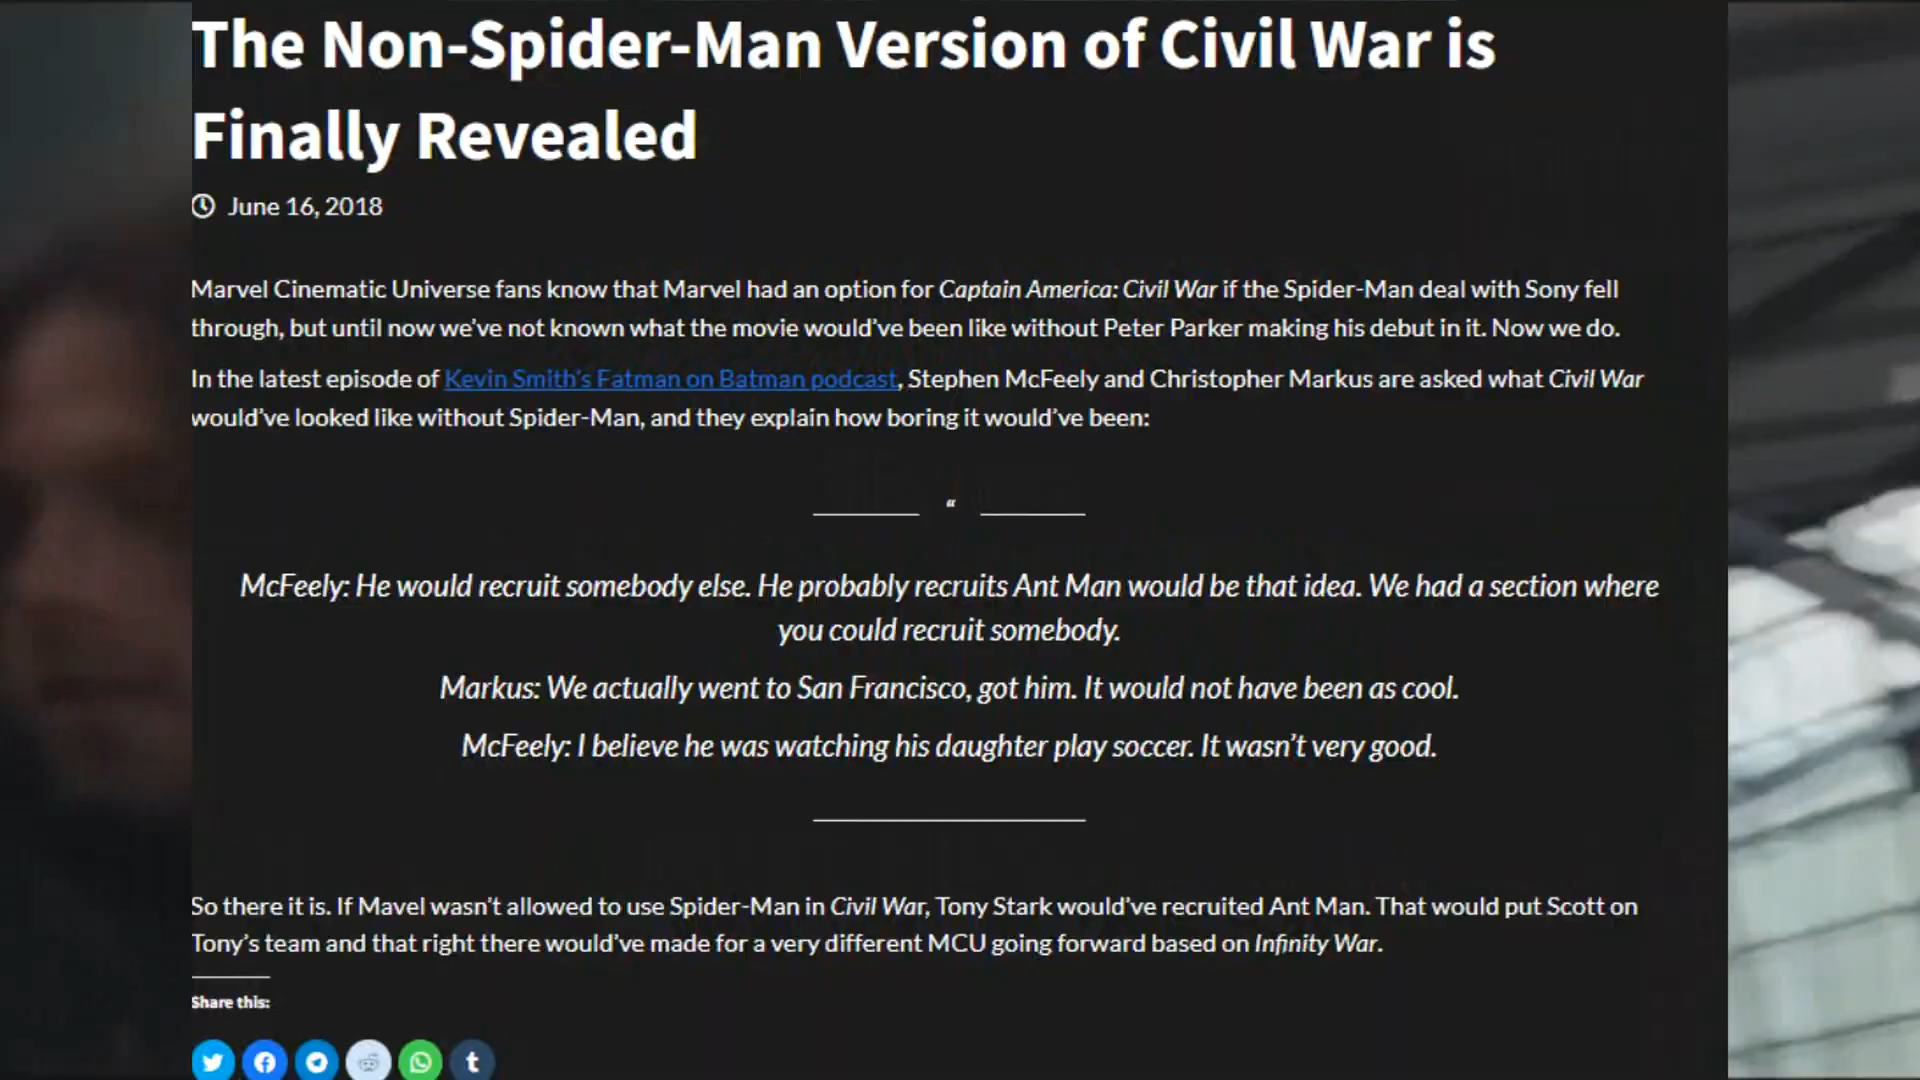 The Non-Spider-Man Version of Civil War is
Finally Revealed
June 16, 2018
Marvel Cinematic Universe fans know that Marvel had an option for Captain America: Civil War if the Spider-Man deal with Sony fell
through, but until now we've not known what the movie would've been like without Peter Parker making his debut in it. Now we do.
In the latest episode of Kevin Smith's Fatman on Batman podcast, Stephen McFeely and Christopher Markus are asked what Civil War
would've looked like without Spider-Man, and they explain how boring it would've been:
“
McFeely: He would recruit somebody else. He probably recruits Ant Man would be that idea. We had a section where
you could recruit somebody.
Markus: We actually went to San Francisco, got him. It would not have been as cool.
McFeely: I believe he was watching his daughter play soccer. It wasn't very good.
So there it is. If Mavel wasn't allowed to use Spider-Man in Civil War, Tony Stark would've recruited Ant Man. That would put Scott on
Tony's team and that right there would've made for a very different MCU going forward based on Infinity War.
Share this: